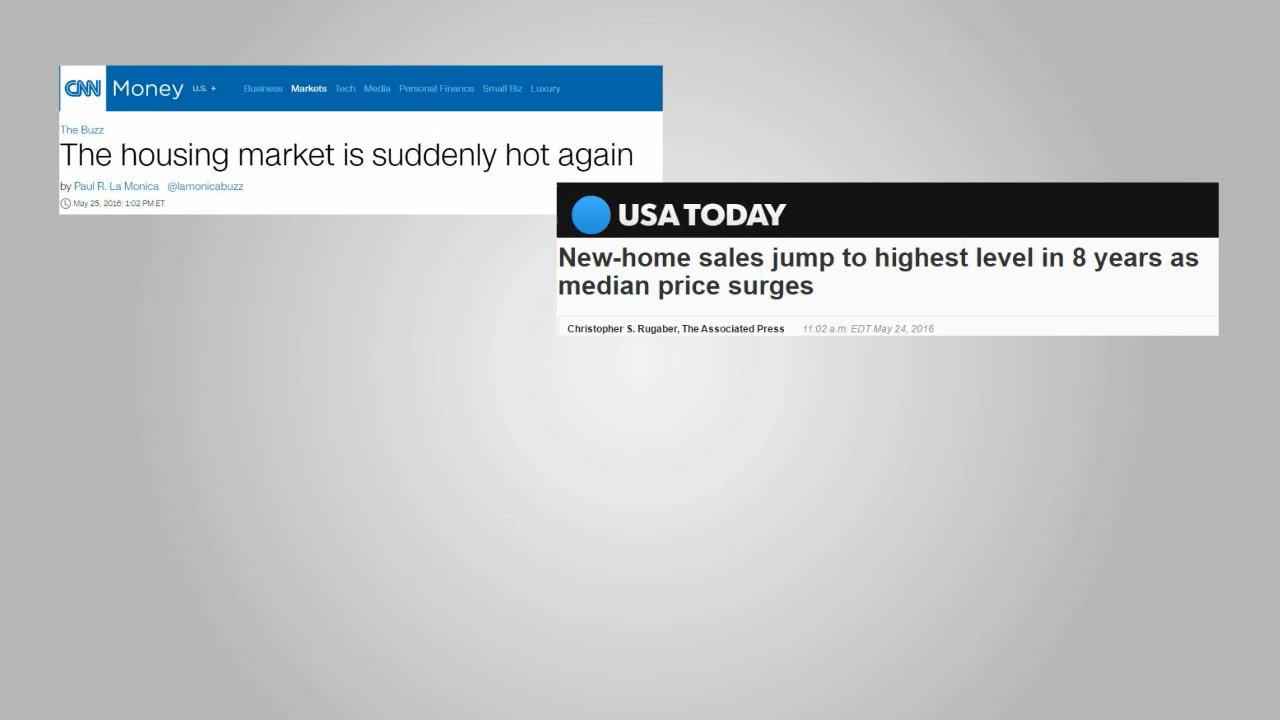 CNN Money U.S. + Business Markets Tech Media Personal Finance Small Biz Luxury
The Buzz
The housing market is suddenly hot again
by Paul R. La Monica @lamonicabuzz
May 25, 2016: 1:02 PM ET
USA TODAY
New-home sales jump to highest level in 8 years as
median price surges
Christopher S. Rugaber, The Associated Press 11:02 a.m. EDT May 24, 2016